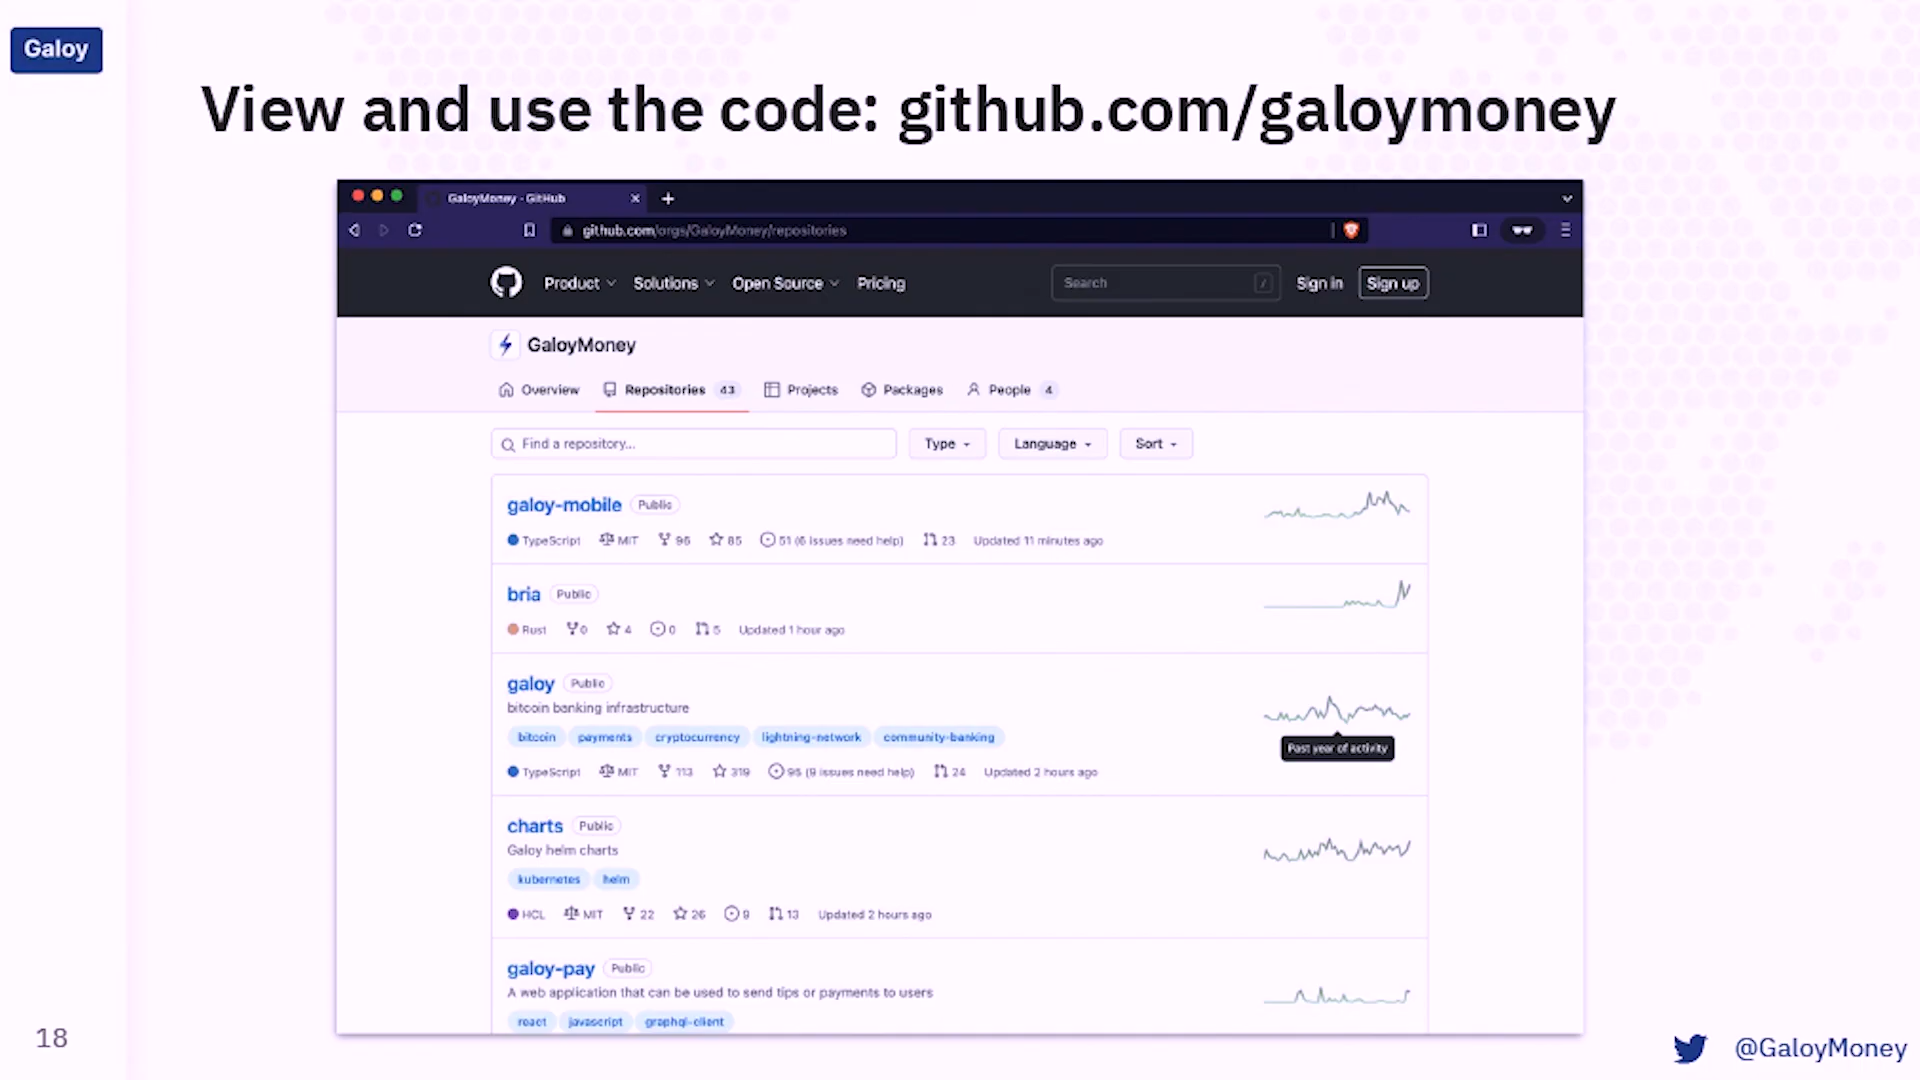 Galoy
View and use the code: github.com/galoymoney
GaloyMoney - GitHub
github.com/orgs/GaloyMoney/repositories
Product Solutions Open Source Pricing Search / Sign in Sign up
GaloyMoney
Overview Repositories 43 Projects Packages People 4
Find a repository... Type Language Sort
galoy-mobile Public
TypeScript MIT 96 85 51 (6 issues need help) 23 Updated 11 minutes ago
bria Public
Rust 0 4 0 5 Updated 1 hour ago
galoy Public
bitcoin banking infrastructure
bitcoin payments cryptocurrency lightning-network community-banking
Past year of activity
TypeScript MIT 113 319 95 (9 issues need help) 24 Updated 2 hours ago
charts Public
Galoy helm charts
kubernetes helm
HCL MIT 22 26 9 13 Updated 2 hours ago
galoy-pay Public
A web application that can be used to send tips or payments to users
react javascript graphql-client
18
@GaloyMoney